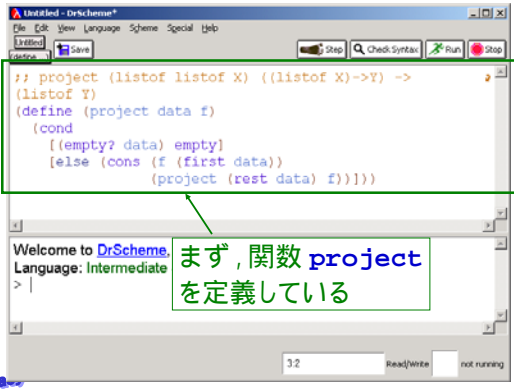 Untitled - DrScheme*
File Edit View Language Scheme Special Help
Untitled
(define ...)
Save
Step
Check Syntax
Run
Stop
;; project (listof listof X) ((listof X)->Y) ->
(listof Y)
(define (project data f)
(cond
[(empty? data) empty]
[else (cons (f (first data))
(project (rest data) f))]))
Welcome to DrScheme,
Language: Intermediate
>
まず,関数 project
を定義している
3:2
Read/Write
not running